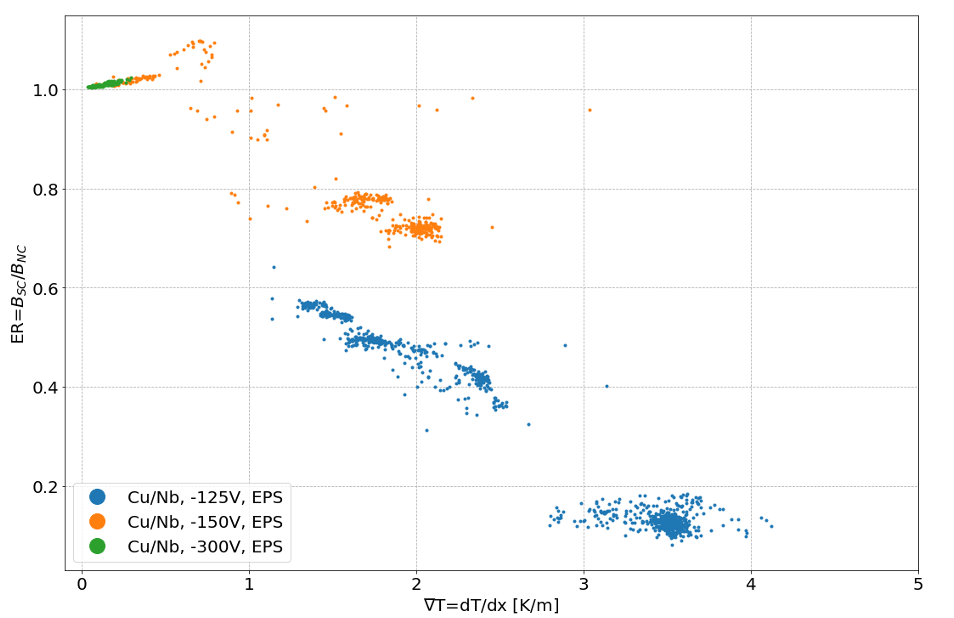 1.0
0.8
0.6
0.4
0.2
ER=B_SC/B_NC
Cu/Nb, -125V, EPS
Cu/Nb, -150V, EPS
Cu/Nb, -300V, EPS
0 1 2 3 4 5
∇T=dT/dx [K/m]